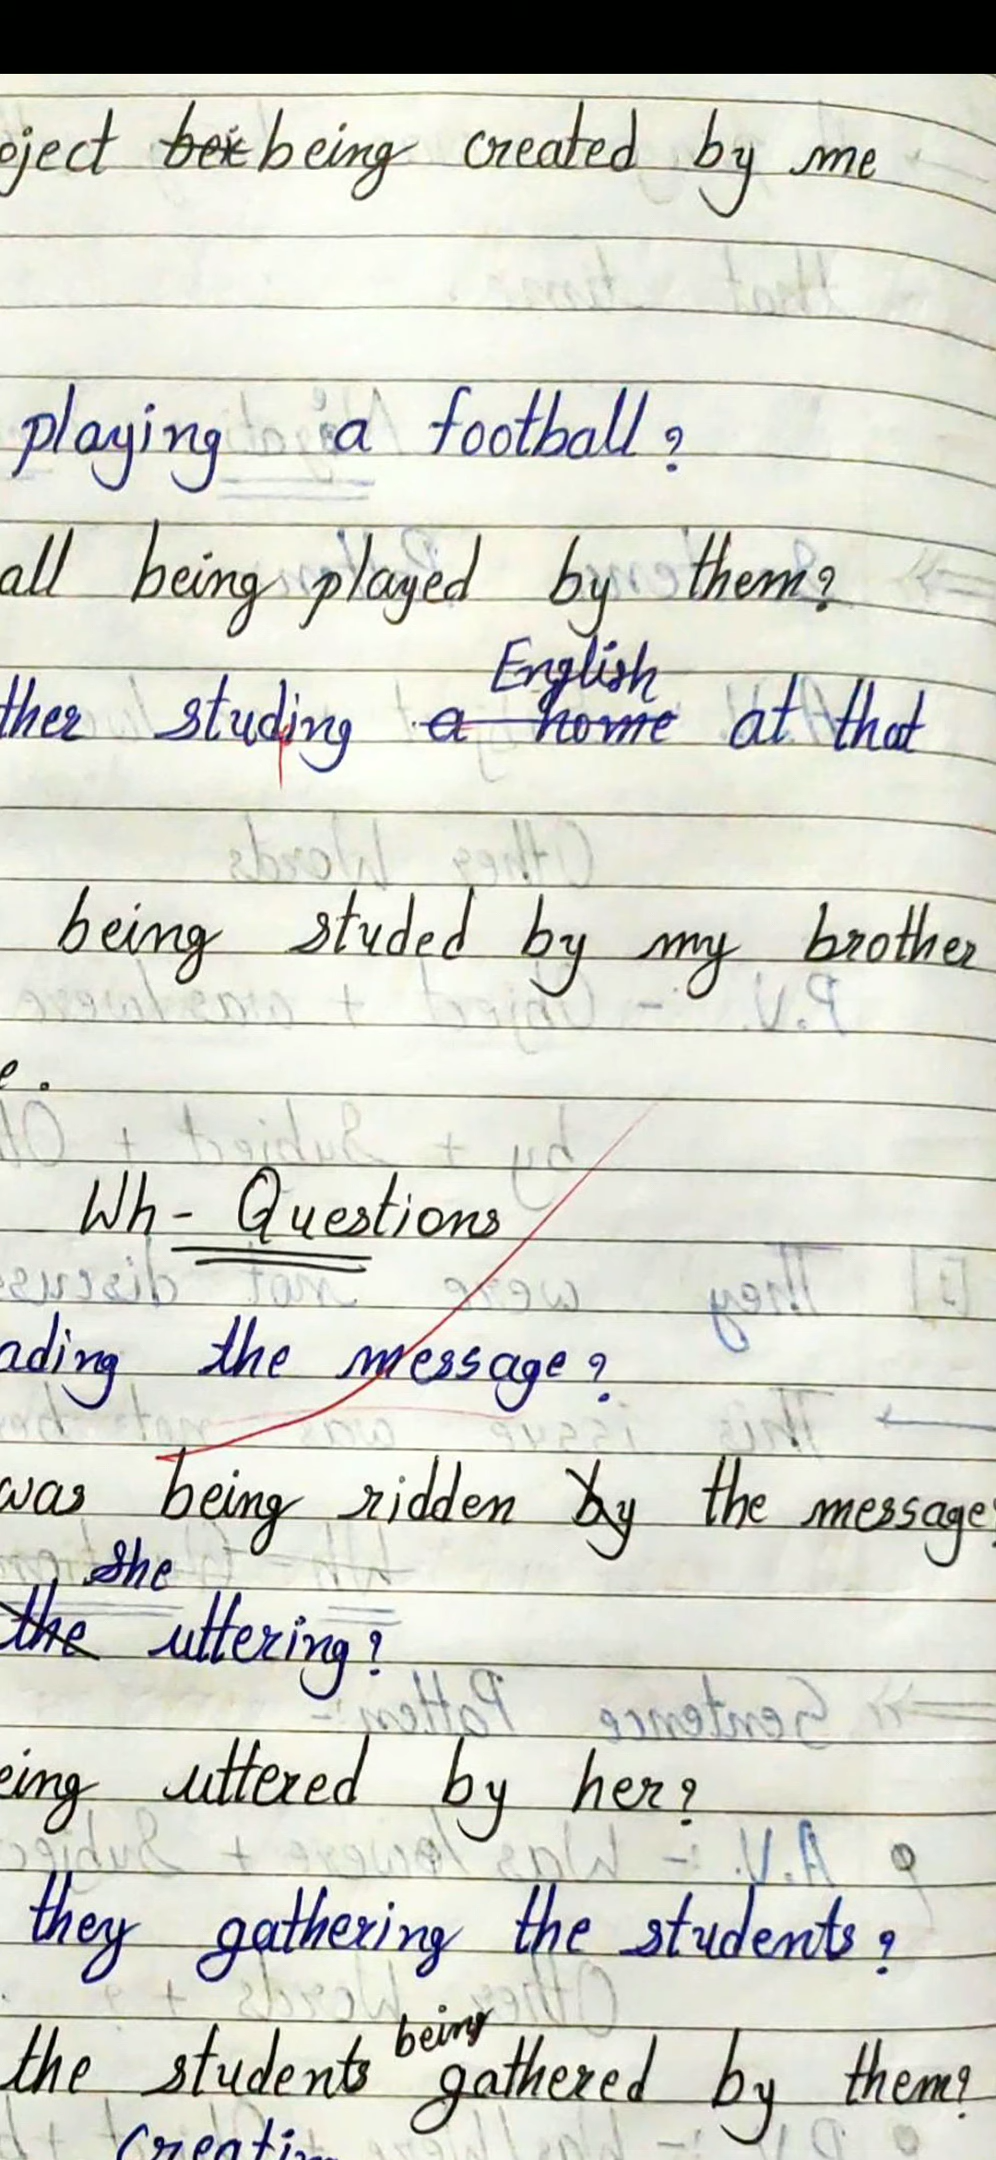 oject being created by me
playing a football?
all being played by them?
English
ther studing a home at that
being studed by my brother
e.
Wh- Questions
ading the message?
was being ridden by the message?
she
the uttering?
eing uttered by her?
they gathering the students?
being
the students gathered by them?